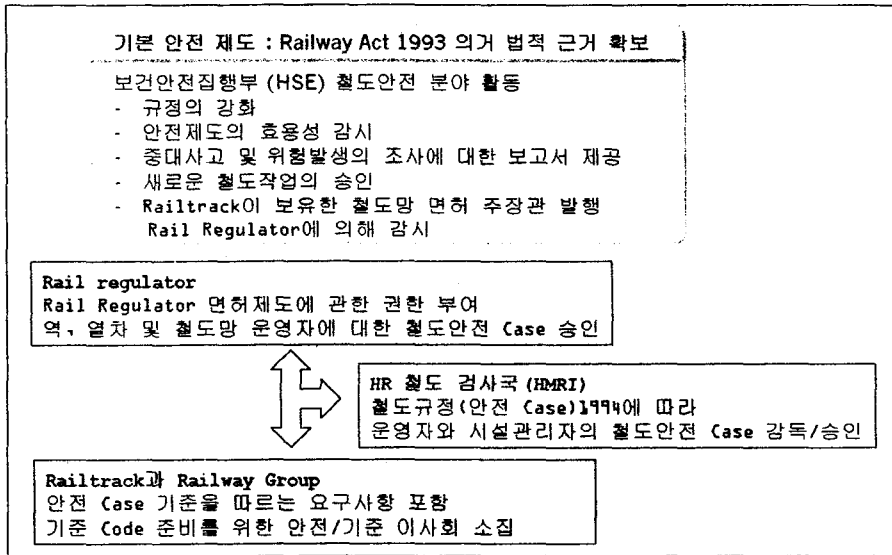 기본 안전 제도 : Railway Act 1993 의거 법적 근거 확보
보건안전집행부 (HSE) 철도안전 분야 활동
- 규정의 강화
- 안전제도의 효용성 감시
- 중대사고 및 위험발생의 조사에 대한 보고서 제공
- 새로운 철도작업의 승인
- Railtrack이 보유한 철도망 면허 주장관 발행
Rail Regulator에 의해 감시
Rail regulator
Rail Regulator 면허제도에 관한 권한 부여
역, 열차 및 철도망 운영자에 대한 철도안전 Case 승인
HR 철도 검사국 (HMRI)
철도규정(안전 Case)1994에 따라
운영자와 시설관리자의 철도안전 Case 감독/승인
Railtrack과 Railway Group
안전 Case 기준을 따르는 요구사항 포함
기준 Code 준비를 위한 안전/기준 이사회 소집